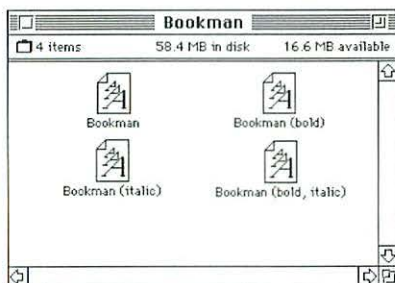 Bookman
4 items 58.4 MB in disk 16.6 MB available
Bookman Bookman (bold)
Bookman (italic) Bookman (bold, italic)